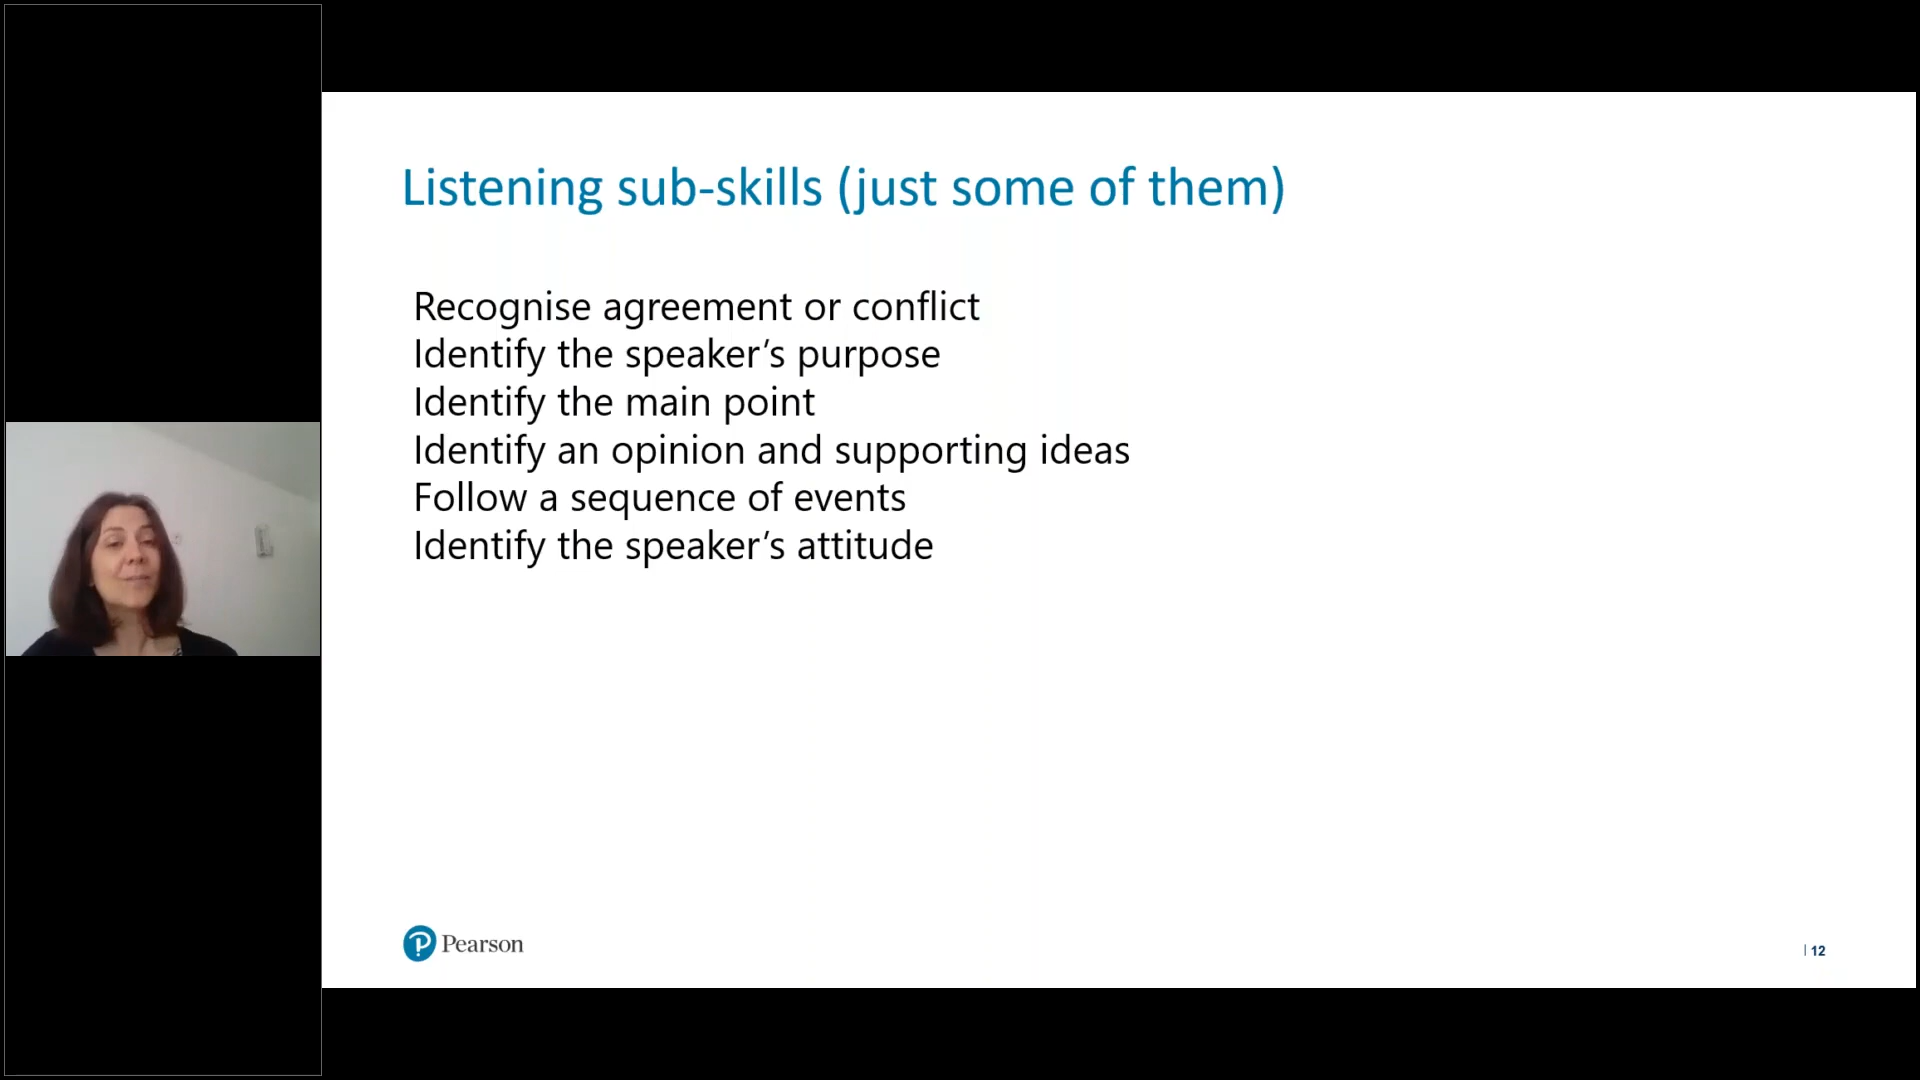 Listening sub-skills (just some of them)
Recognise agreement or conflict
Identify the speaker’s purpose
Identify the main point
Identify an opinion and supporting ideas
Follow a sequence of events
Identify the speaker’s attitude
Pearson
| 12